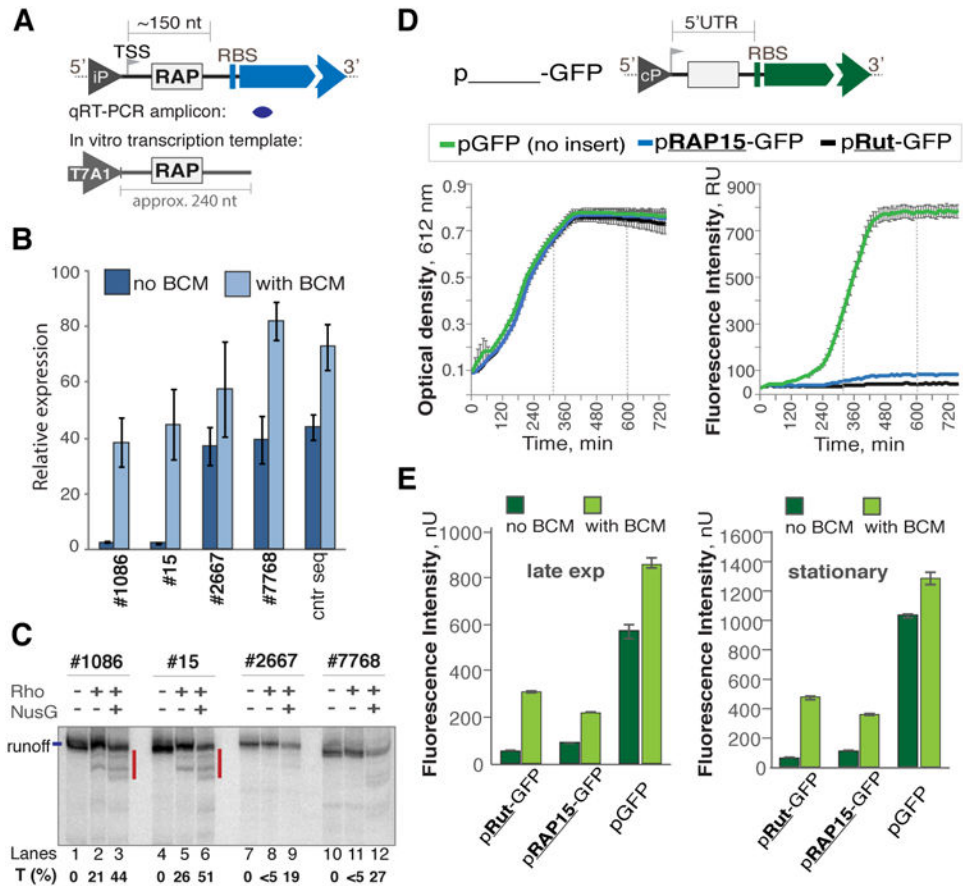 A
~150 nt
TSS
RBS
5’
iP
RAP
3’
qRT-PCR amplicon:
In vitro transcription template:
T7A1
RAP
approx. 240 nt
B
no BCM
with BCM
Relative expression
100
80
60
40
20
0
#1086
#15
#2667
#7768
cntr seq
C
#1086 #15 #2667 #7768
Rho - + + - + + - + + - + +
NusG + + + +
runoff
Lanes 1 2 3 4 5 6 7 8 9 10 11 12
T (%) 0 21 44 0 26 51 0 <5 19 0 <5 27
D
5’UTR
RBS
p______-GFP
5’
cP
3’
pGFP (no insert) pRAP15-GFP pRut-GFP
Optical density, 612 nm
0.9
0.7
0.5
0.3
0.1
0 120 240 360 480 600 720
Time, min
Fluorescence Intensity, RU
900
700
500
300
100
0
0 120 240 360 480 600 720
Time, min
E
no BCM with BCM
late exp
Fluorescence Intensity, nU
1000
800
600
400
200
0
pRut-GFP
pRAP15-GFP
pGFP
no BCM with BCM
stationary
Fluorescence Intensity, nU
1600
1400
1200
1000
800
600
400
200
0
pRut-GFP
pRAP15-GFP
pGFP